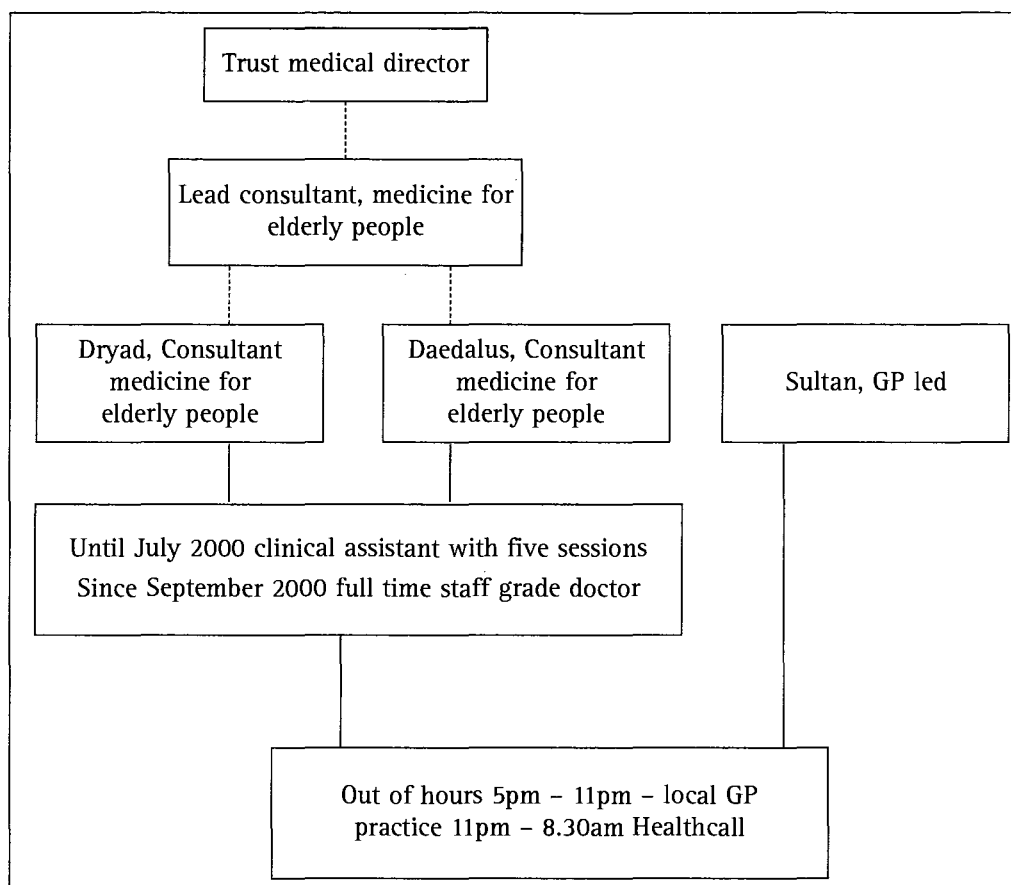 Trust medical director
Lead consultant, medicine for
elderly people
Dryad, Consultant
medicine for
elderly people
Daedalus, Consultant
medicine for
elderly people
Sultan, GP led
Until July 2000 clinical assistant with five sessions
Since September 2000 full time staff grade doctor
Out of hours 5pm – 11pm – local GP
practice 11pm – 8.30am Healthcall